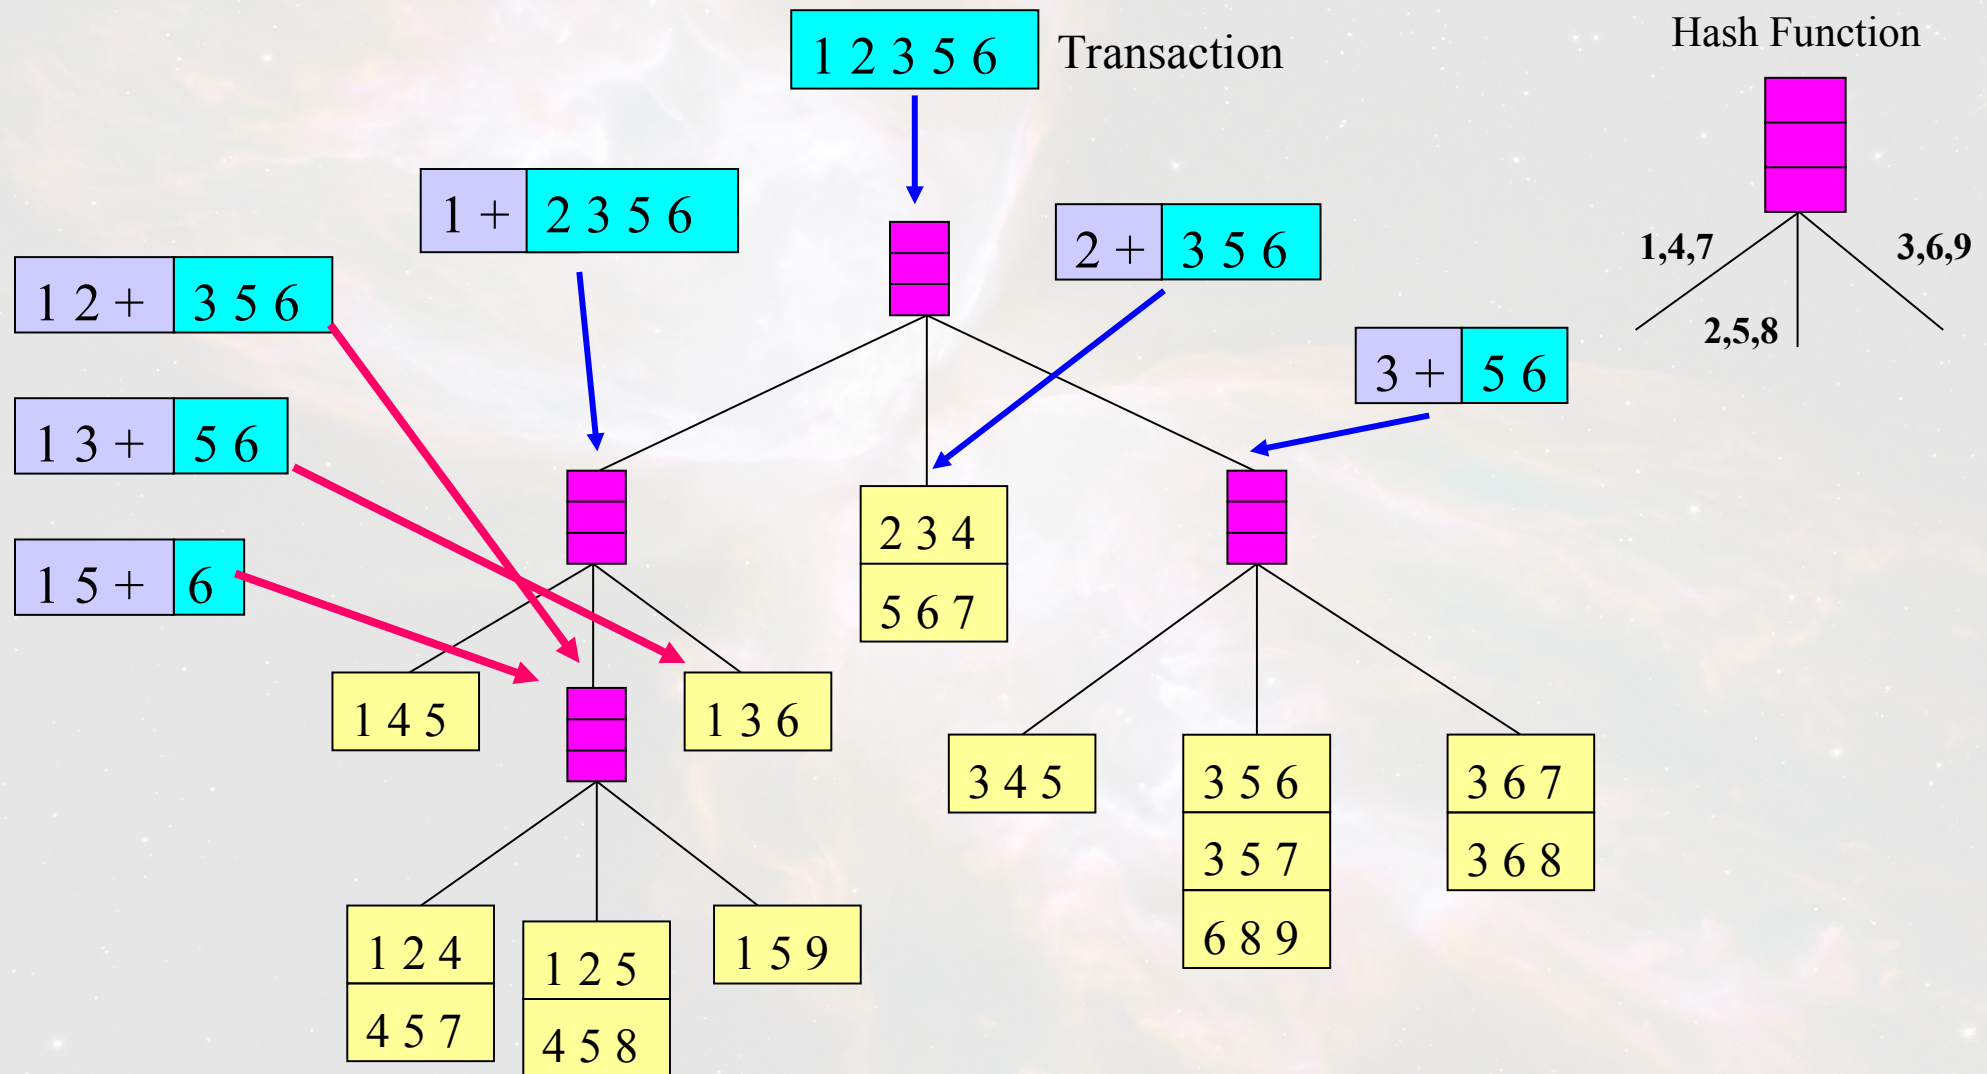 1 2 3 5 6 Transaction
Hash Function
1 + 2 3 5 6
2 + 3 5 6
1,4,7
3,6,9
2,5,8
1 2 + 3 5 6
3 + 5 6
1 3 + 5 6
1 5 + 6
2 3 4
5 6 7
1 4 5
1 3 6
3 4 5
3 5 6
3 5 7
6 8 9
3 6 7
3 6 8
1 2 4
4 5 7
1 2 5
4 5 8
1 5 9